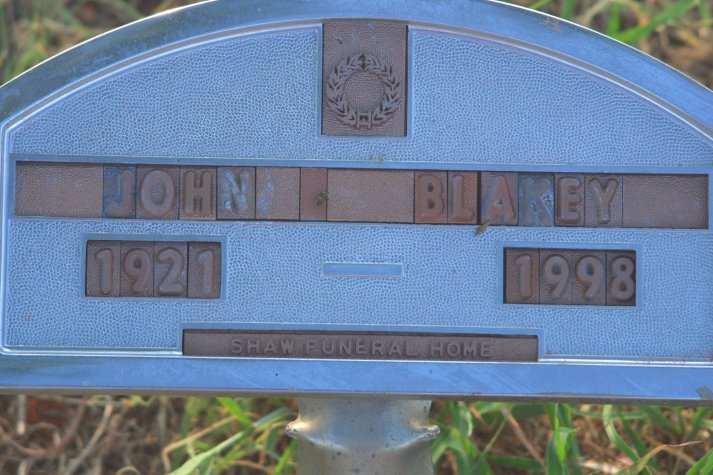 JOHN BLAKEY
1921 - 1998
SHAW FUNERAL HOME